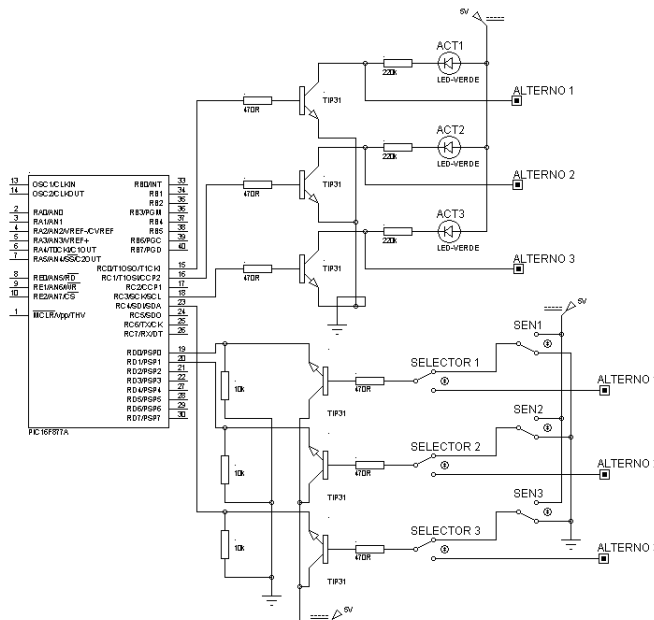 5V
ACT1
220k
LED-VERDE
ALTERNO 1
470R
TIP31
ACT2
220k
LED-VERDE
ALTERNO 2
470R
TIP31
ACT3
220k
LED-VERDE
ALTERNO 3
470R
TIP31
13 OSC1/CLKIN RB0/INT 33
14 OSC2/CLKOUT RB1 34
RB2 35
2 RA0/AN0 RB3/PGM 36
3 RA1/AN1 RB4 37
4 RA2/AN2/VREF-/CVREF RB5 38
5 RA3/AN3/VREF+ RB6/PGC 39
6 RA4/T0CKI/C1OUT RB7/PGD 40
7 RA5/AN4/SS/C2OUT
RC0/T1OSO/T1CKI 15
8 RE0/AN5/RD RC1/T1OSI/CCP2 16
9 RE1/AN6/WR RC2/CCP1 17
10 RE2/AN7/CS RC3/SCK/SCL 18
RC4/SDI/SDA 23
1 MCLR/Vpp/THV RC5/SDO 24
RC6/TX/CK 25
RC7/RX/DT 26
RD0/PSP0 19
RD1/PSP1 20
RD2/PSP2 21
RD3/PSP3 22
RD4/PSP4 27
RD5/PSP5 28
RD6/PSP6 29
RD7/PSP7 30
PIC16F877A
5V
SEN1
SELECTOR 1
ALTERNO
10k
TIP31
470R
SEN2
SELECTOR 2
ALTERNO
10k
TIP31
470R
SEN3
SELECTOR 3
ALTERNO
10k
TIP31
470R
5V